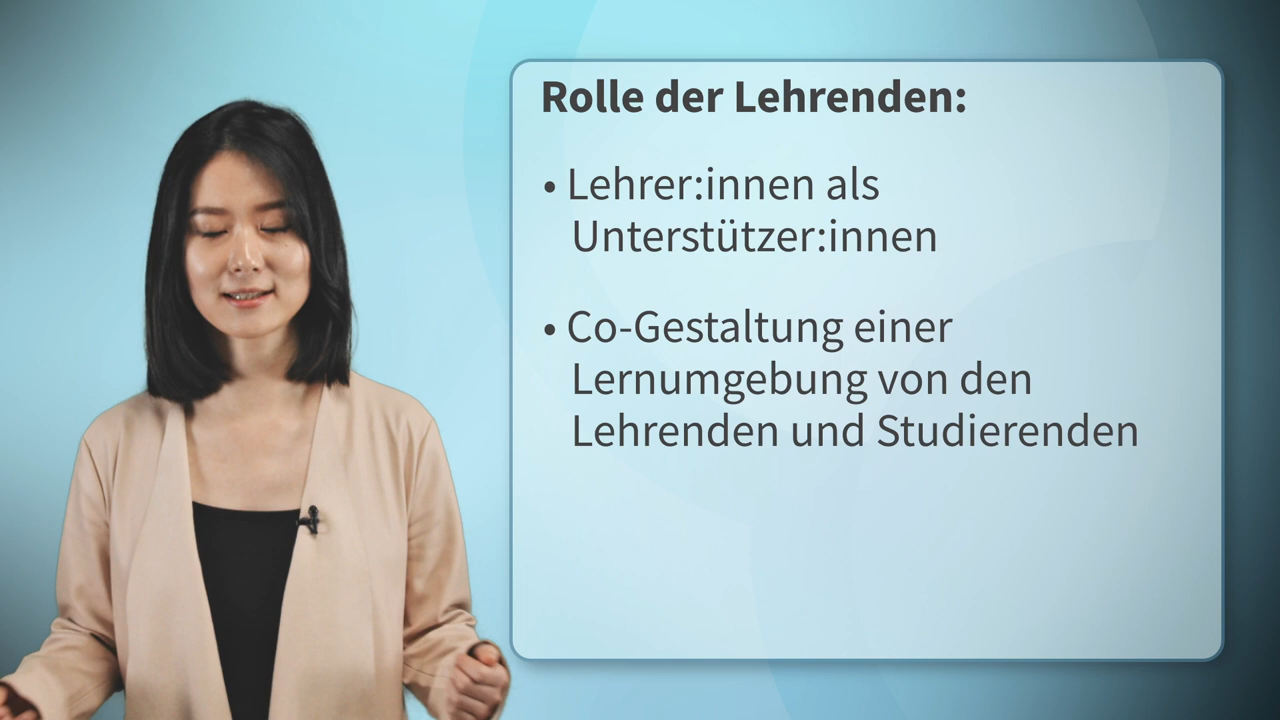 Rolle der Lehrenden:
• Lehrer:innen als
Unterstützer:innen
• Co-Gestaltung einer
Lernumgebung von den
Lehrenden und Studierenden